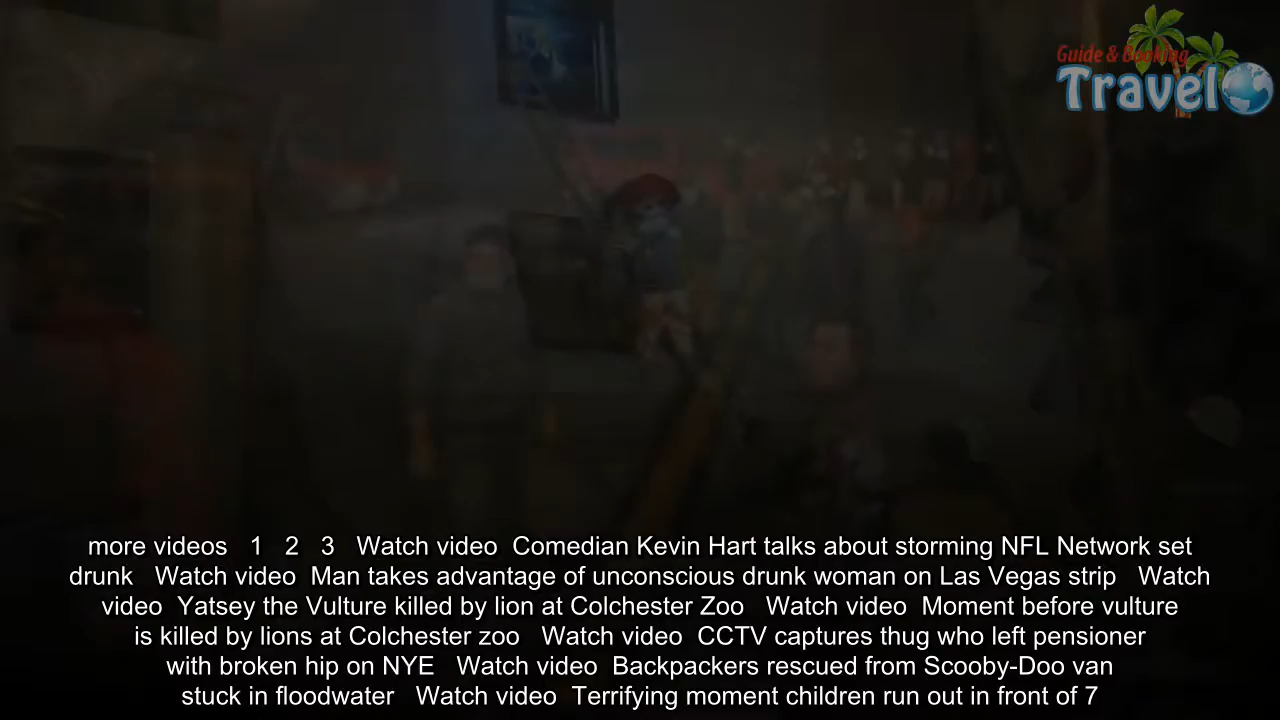 Guide & Booking
Travel
more videos 1 2 3 Watch video Comedian Kevin Hart talks about storming NFL Network set
drunk Watch video Man takes advantage of unconscious drunk woman on Las Vegas strip Watch
video Yatsey the Vulture killed by lion at Colchester Zoo Watch video Moment before vulture
is killed by lions at Colchester zoo Watch video CCTV captures thug who left pensioner
with broken hip on NYE Watch video Backpackers rescued from Scooby-Doo van
stuck in floodwater Watch video Terrifying moment children run out in front of 7